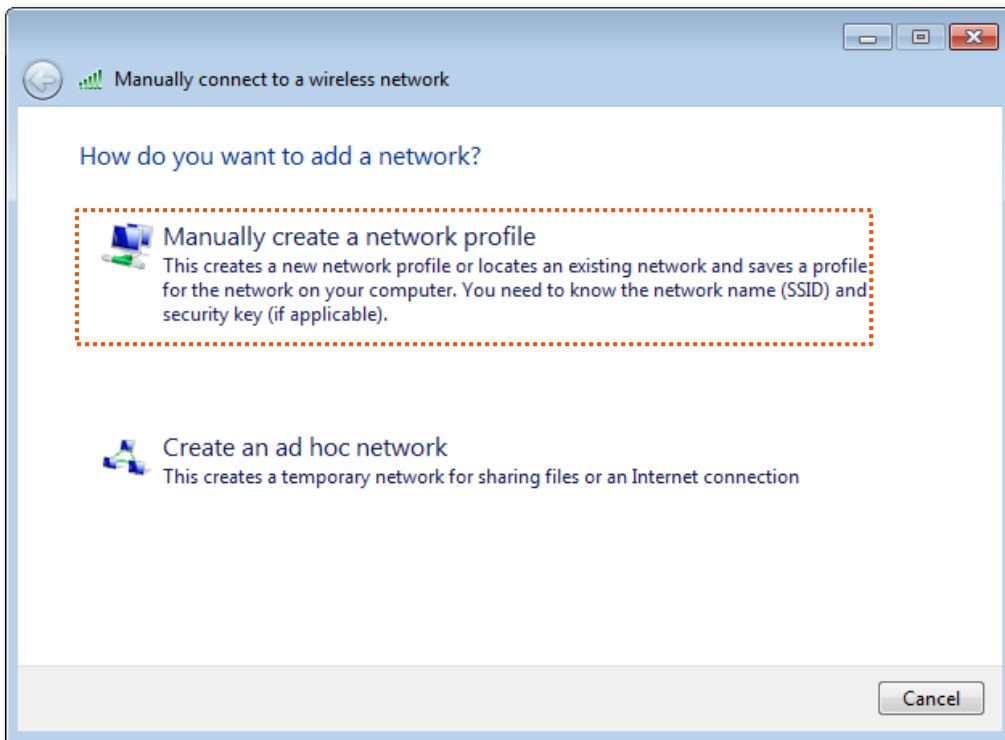 Manually connect to a wireless network
How do you want to add a network?
Manually create a network profile
This creates a new network profile or locates an existing network and saves a profile
for the network on your computer. You need to know the network name (SSID) and
security key (if applicable).
Create an ad hoc network
This creates a temporary network for sharing files or an Internet connection
Cancel